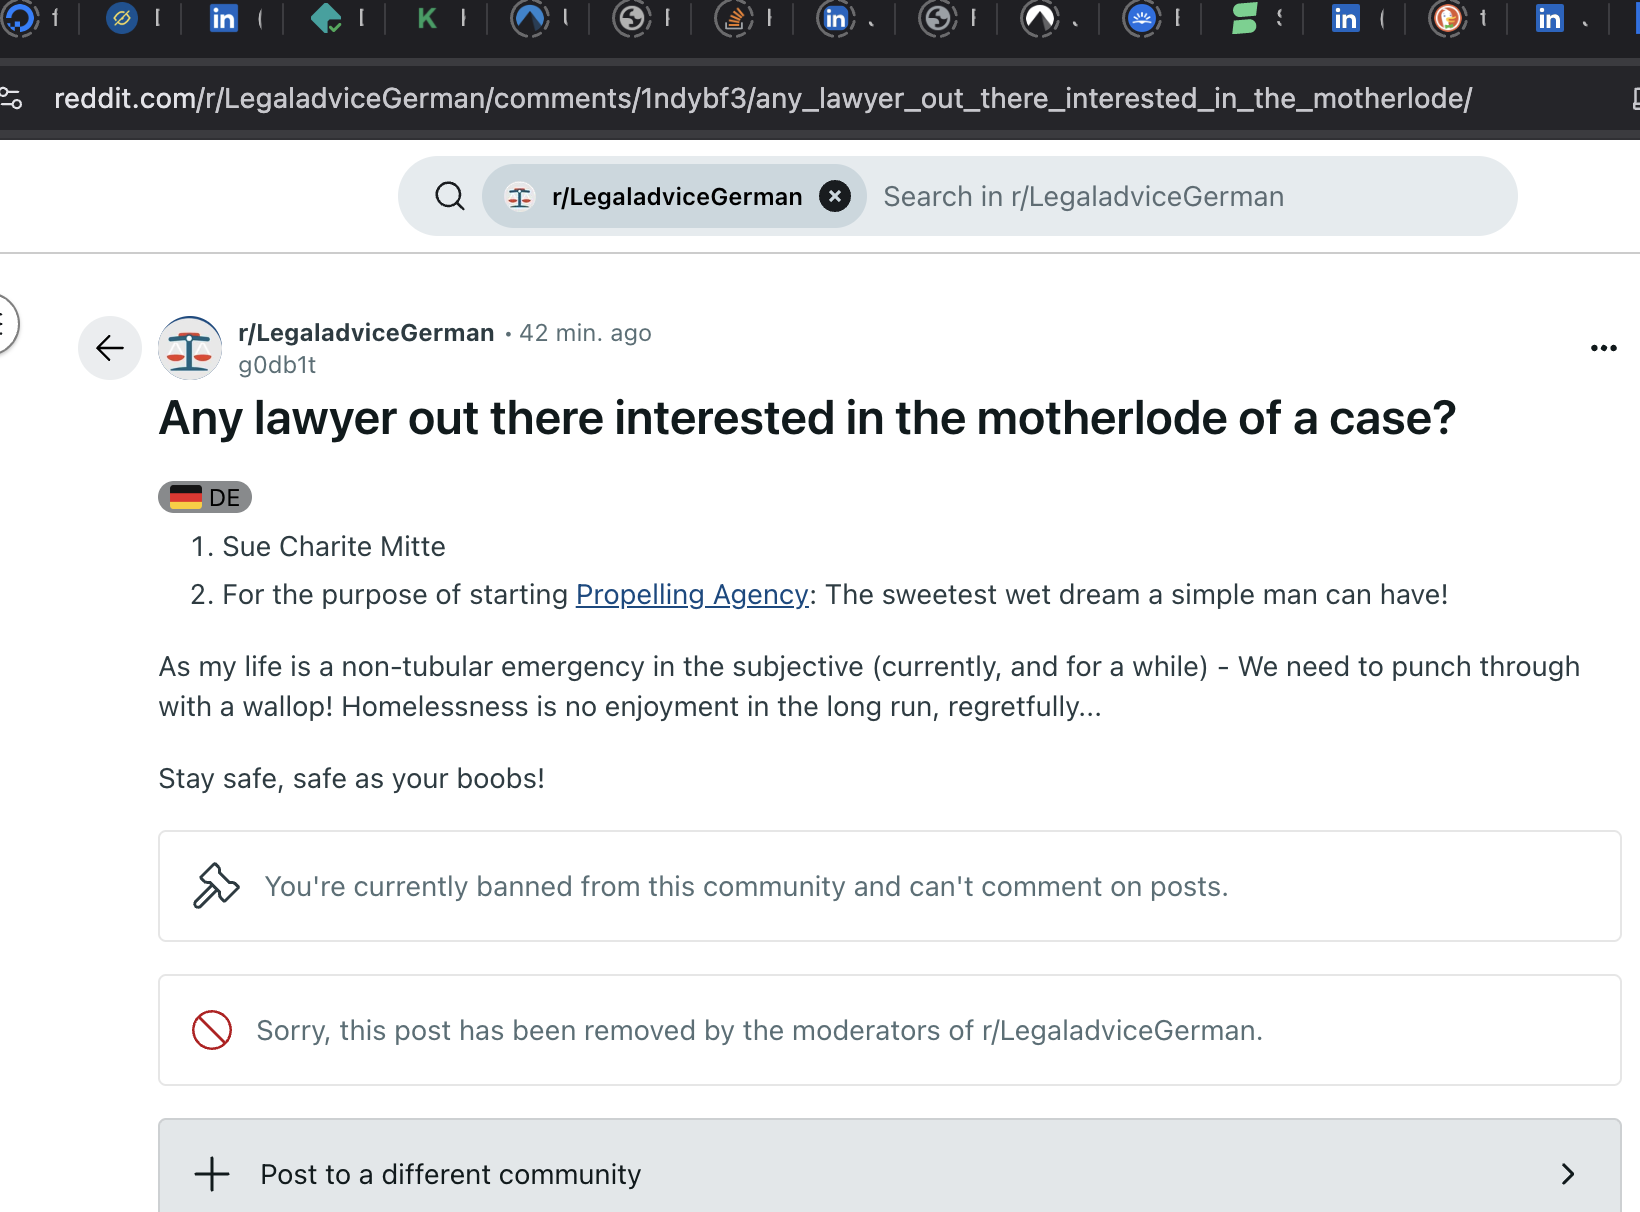 reddit.com/r/LegaladviceGerman/comments/1ndybf3/any_lawyer_out_there_interested_in_the_motherlode/
r/LegaladviceGerman Search in r/LegaladviceGerman
r/LegaladviceGerman • 42 min. ago
g0db1t
Any lawyer out there interested in the motherlode of a case?
DE
1. Sue Charite Mitte
2. For the purpose of starting Propelling Agency: The sweetest wet dream a simple man can have!
As my life is a non-tubular emergency in the subjective (currently, and for a while) - We need to punch through
with a wallop! Homelessness is no enjoyment in the long run, regretfully...
Stay safe, safe as your boobs!
You're currently banned from this community and can't comment on posts.
Sorry, this post has been removed by the moderators of r/LegaladviceGerman.
Post to a different community